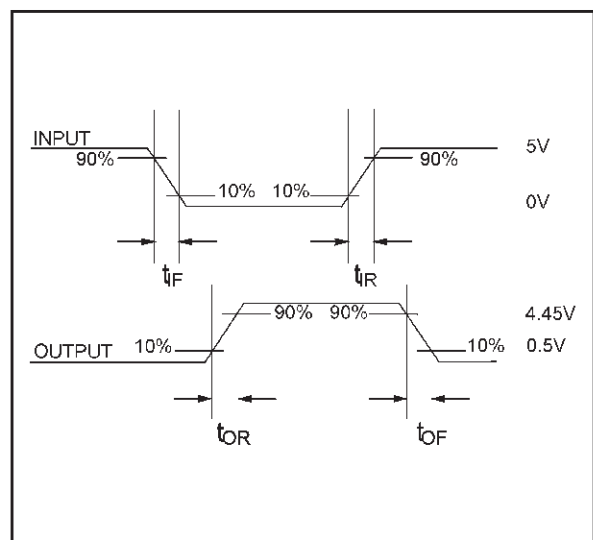 INPUT
90% 90% 5V
10% 10% 0V
tIF tIR
90% 90% 4.45V
OUTPUT 10% 10% 0.5V
tOR tOF